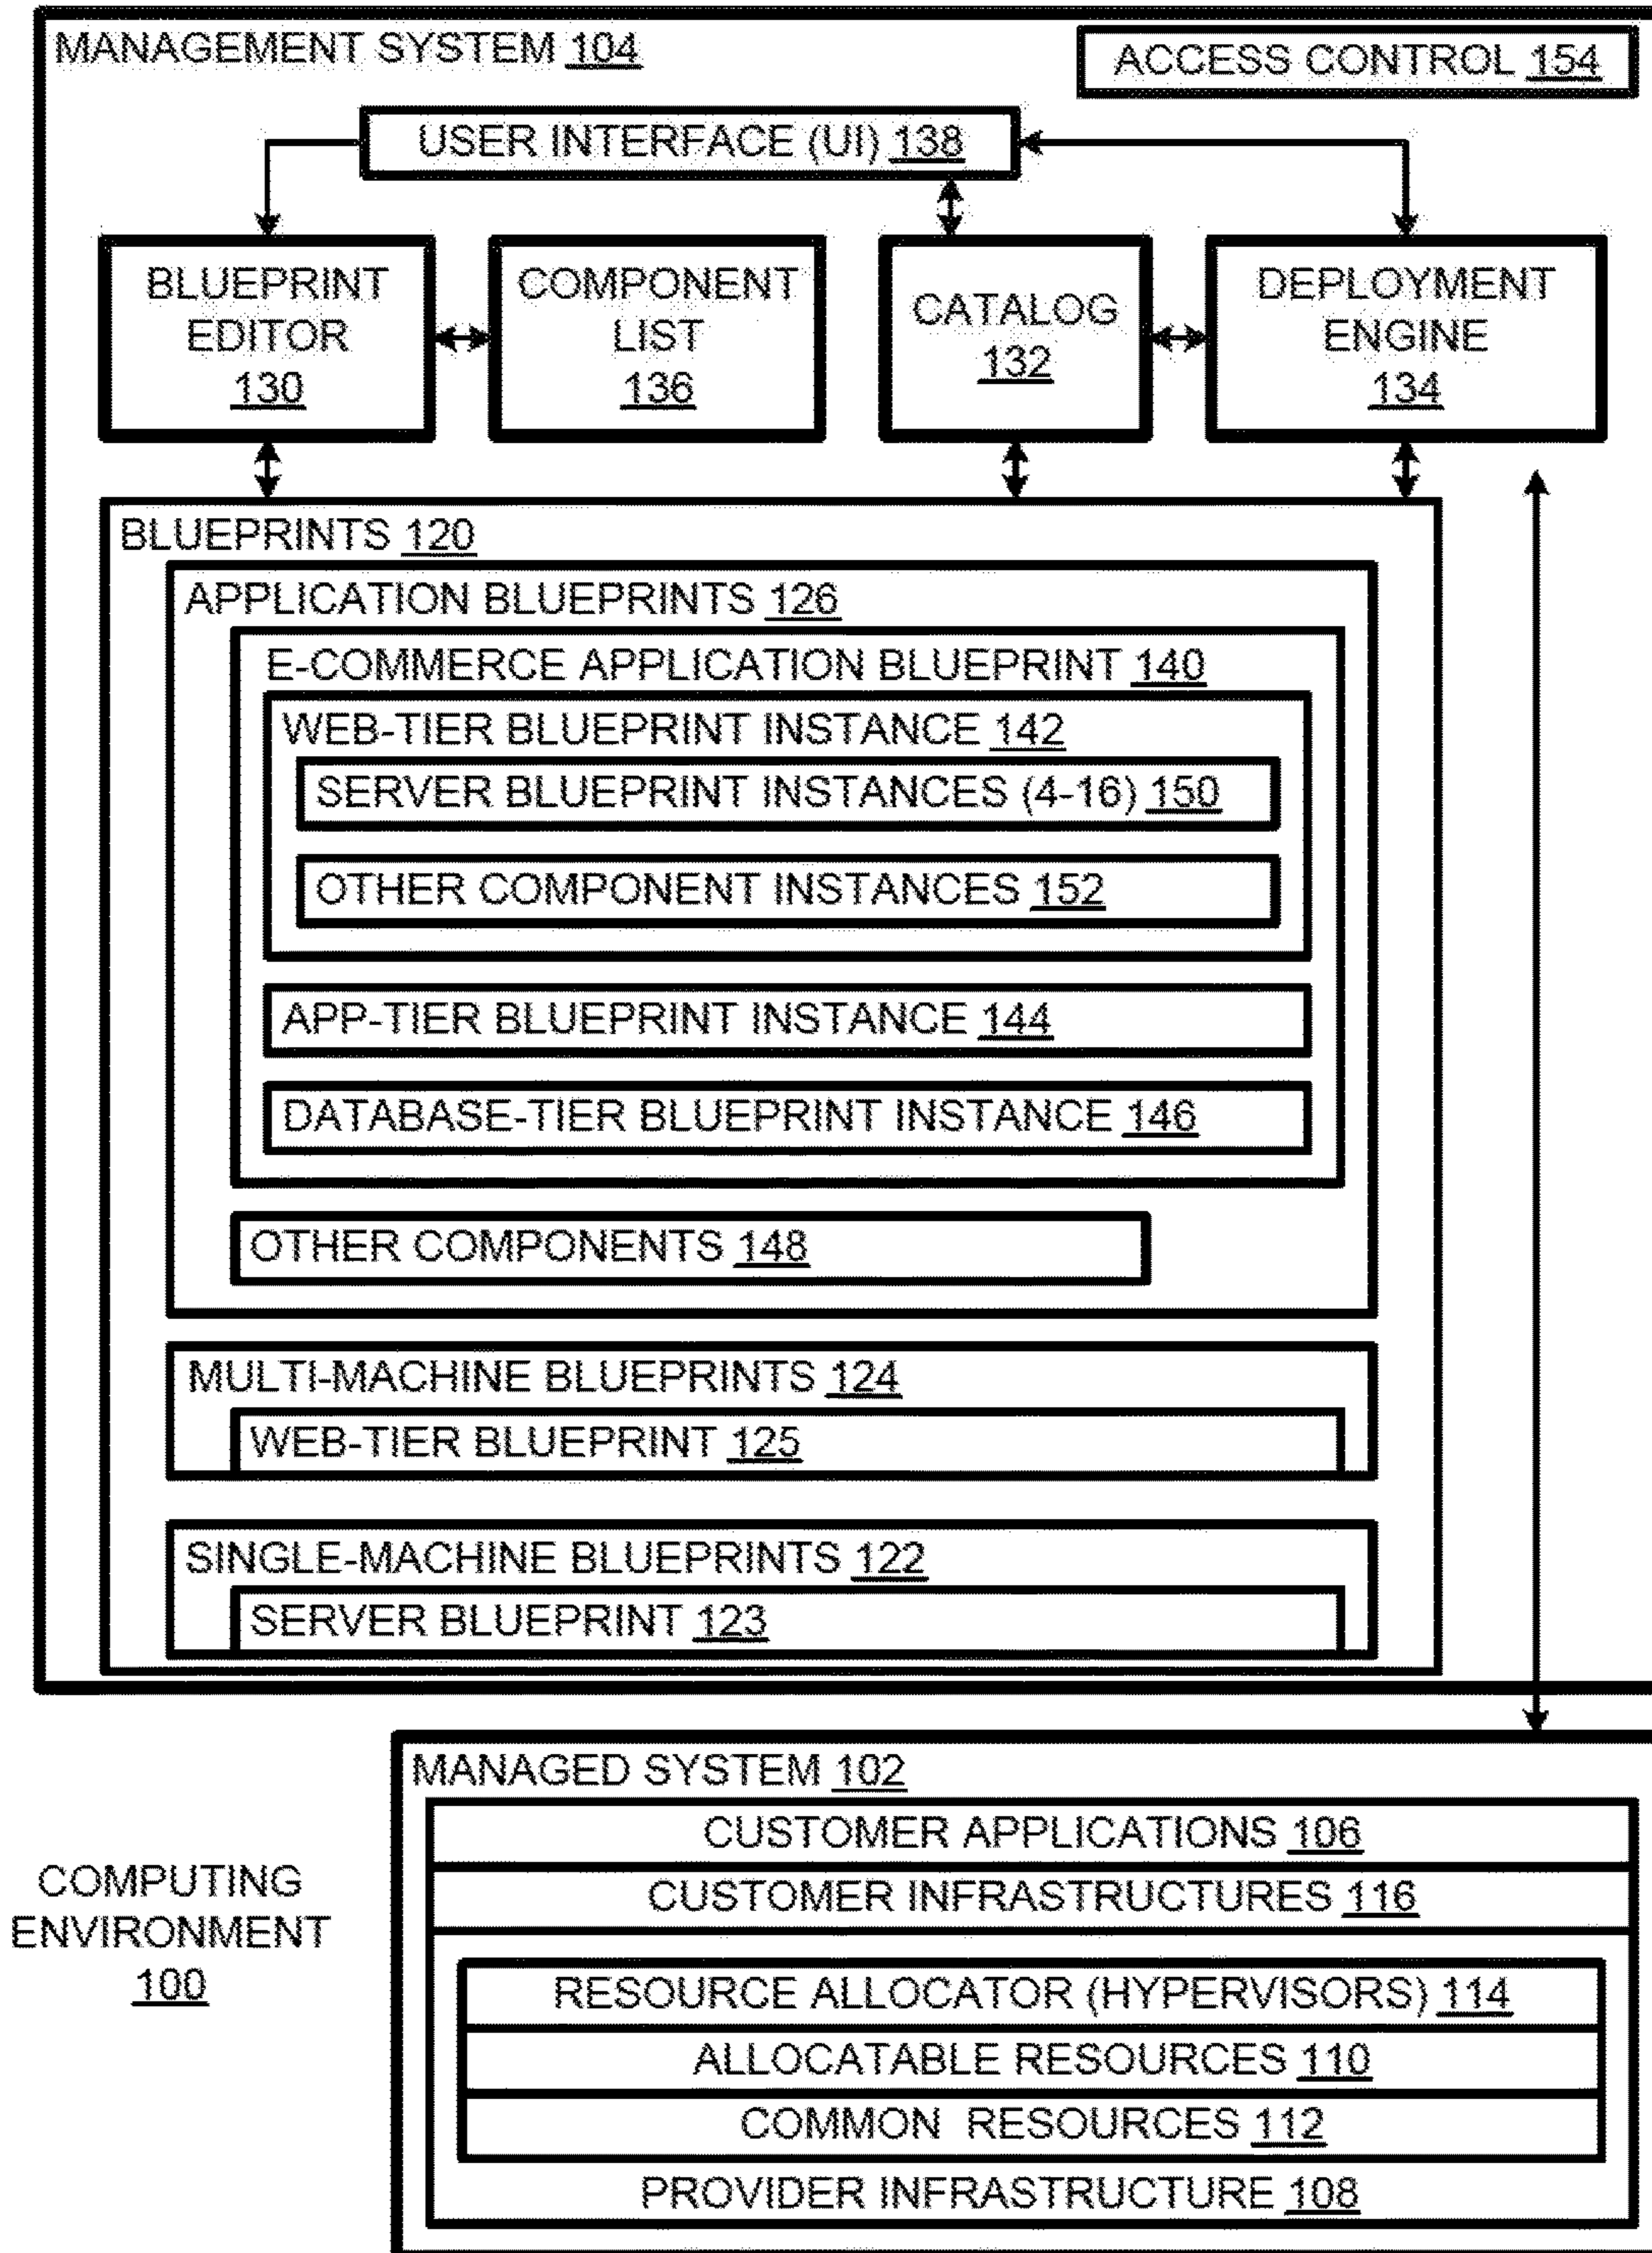 MANAGEMENT SYSTEM 104
ACCESS CONTROL 154
USER INTERFACE (UI) 138
BLUEPRINT
EDITOR
130
COMPONENT
LIST
136
CATALOG
132
DEPLOYMENT
ENGINE
134
BLUEPRINTS 120
APPLICATION BLUEPRINTS 126
E-COMMERCE APPLICATION BLUEPRINT 140
WEB-TIER BLUEPRINT INSTANCE 142
SERVER BLUEPRINT INSTANCES (4-16) 150
OTHER COMPONENT INSTANCES 152
APP-TIER BLUEPRINT INSTANCE 144
DATABASE-TIER BLUEPRINT INSTANCE 146
OTHER COMPONENTS 148
MULTI-MACHINE BLUEPRINTS 124
WEB-TIER BLUEPRINT 125
SINGLE-MACHINE BLUEPRINTS 122
SERVER BLUEPRINT 123
MANAGED SYSTEM 102
CUSTOMER APPLICATIONS 106
CUSTOMER INFRASTRUCTURES 116
RESOURCE ALLOCATOR (HYPERVISORS) 114
ALLOCATABLE RESOURCES 110
COMMON RESOURCES 112
PROVIDER INFRASTRUCTURE 108
COMPUTING
ENVIRONMENT
100